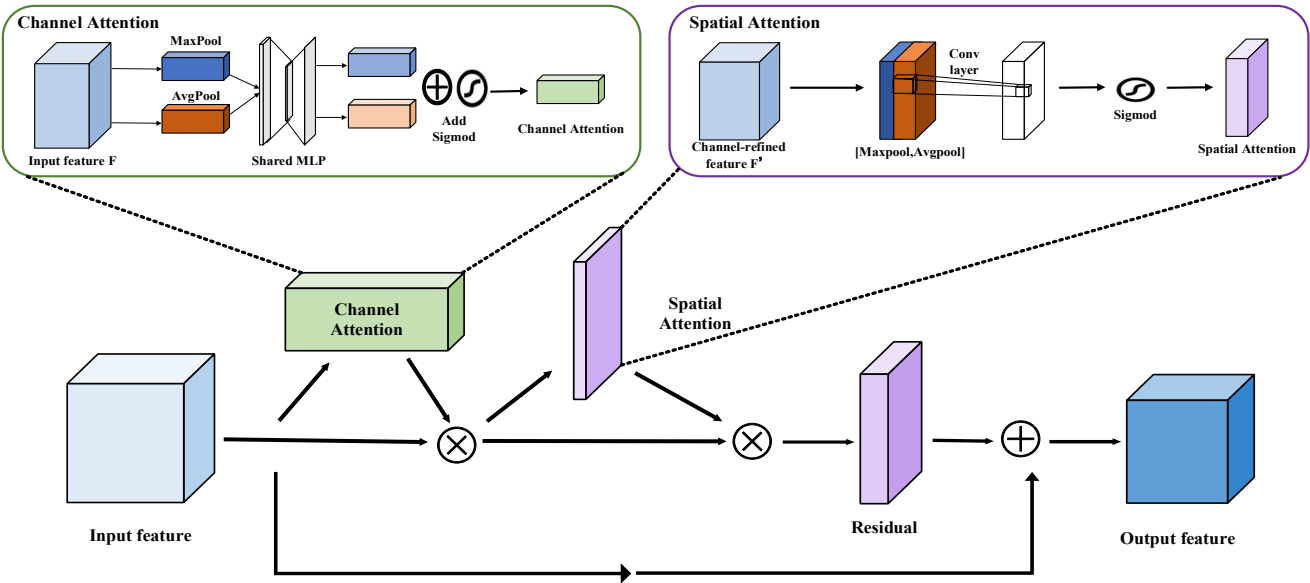 Channel Attention
MaxPool
AvgPool
Input feature F
Shared MLP
Add
Sigmod
Channel Attention
Spatial Attention
Conv
layer
Channel-refined
feature F’
[Maxpool,Avgpool]
Sigmod
Spatial Attention
Channel
Attention
Spatial
Attention
Input feature
Residual
Output feature